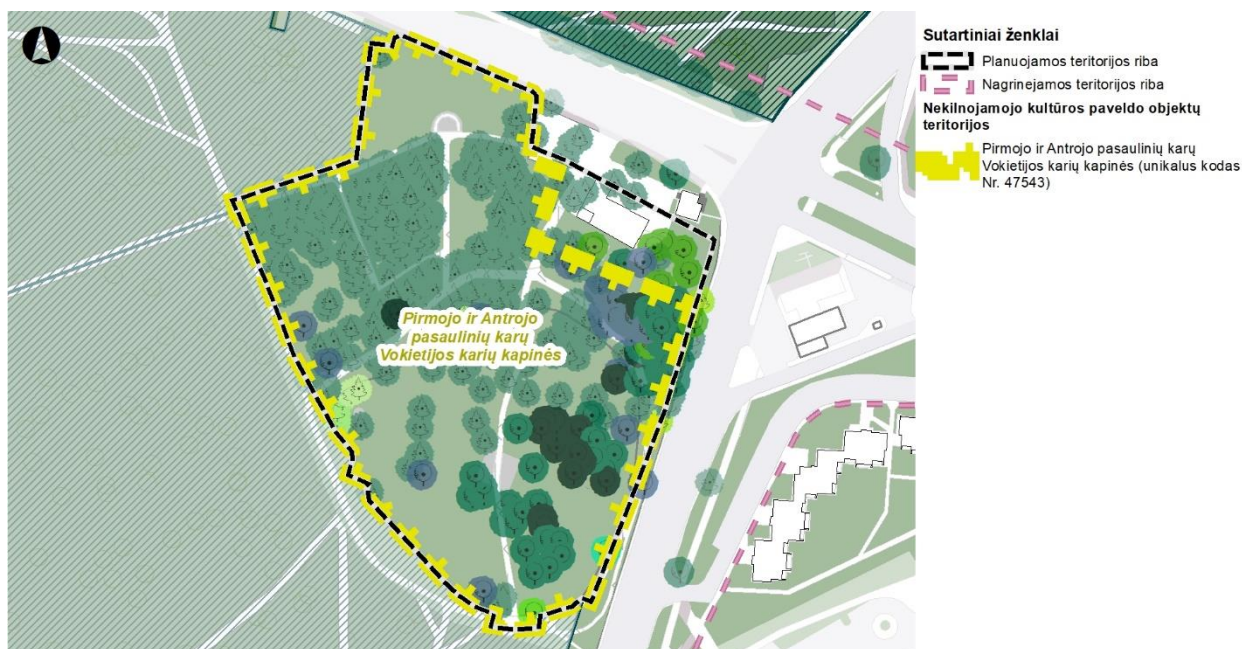 Sutartiniai ženklai
Planuojamos teritorijos riba
Nagrinejamos teritorijos riba
Nekilnojamojo kultūros paveldo objektų
teritorijos
Pirmojo ir Antrojo pasaulinių karų
Vokietijos karių kapinės (unikalus kodas
Nr. 47543)
Pirmojo ir Antrojo
pasaulinių karų
Vokietijos karių kapinės